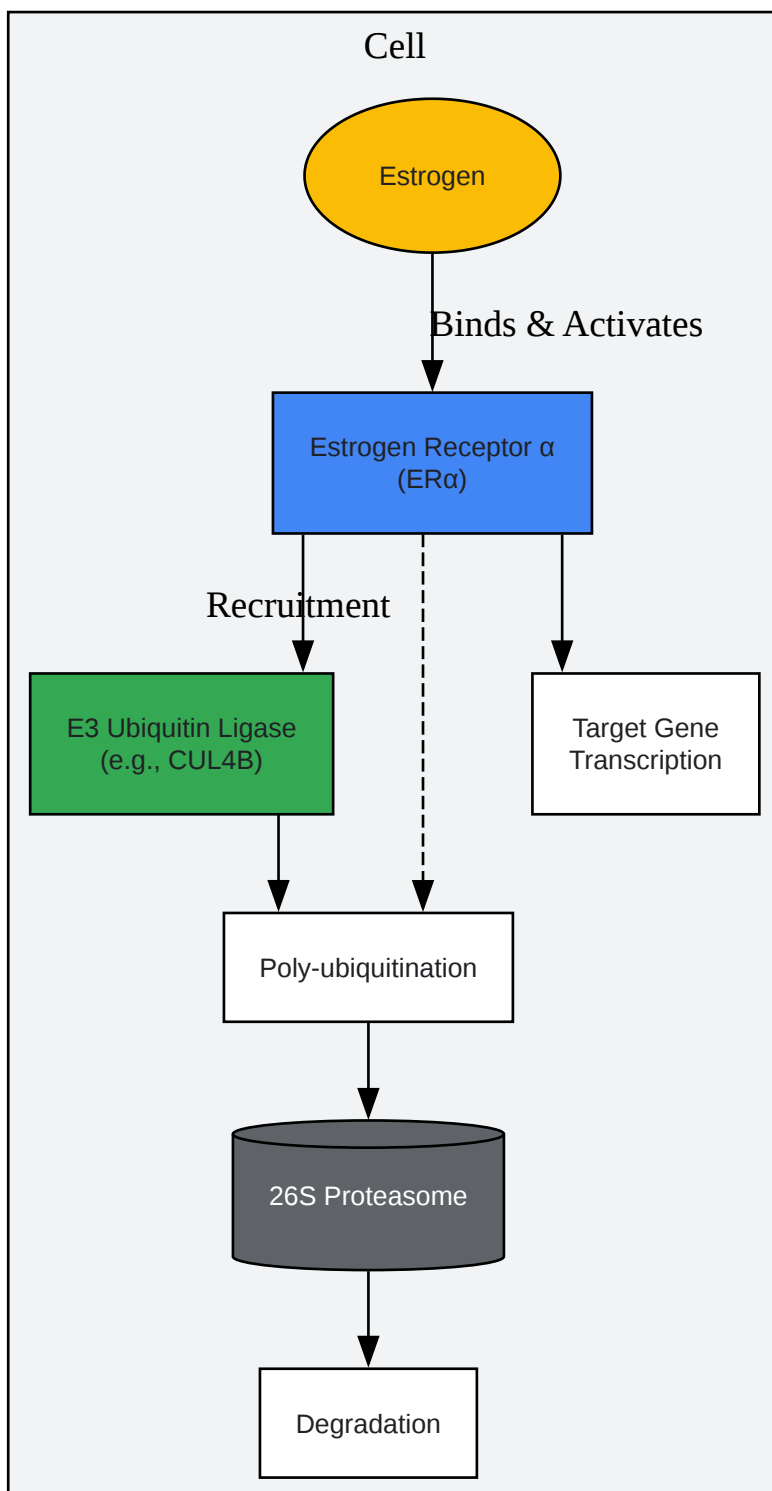 Cell
Estrogen
Binds & Activates
Estrogen Receptor α
(ERα)
Recruitment
E3 Ubiquitin Ligase
(e.g., CUL4B)
Target Gene
Transcription
Poly-ubiquitination
26S Proteasome
Degradation